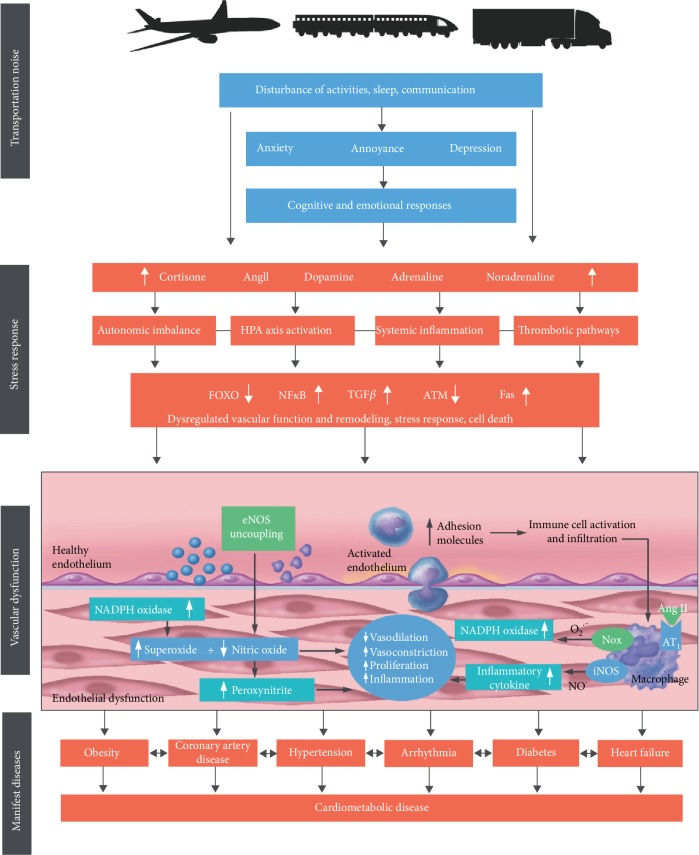 Transportation noise
Disturbance of activities, sleep, communication
Anxiety Annoyance Depression
Cognitive and emotional responses
Stress response
Cortisone AngII Dopamine Adrenaline Noradrenaline
Autonomic imbalance HPA axis activation Systemic inflammation Thrombotic pathways
FOXO NFκB TGFβ ATM Fas
Dysregulated vascular function and remodeling, stress response, cell death
Vascular dysfunction
Healthy
endothelium
eNOS
uncoupling
Activated
endothelium
Adhesion
molecules
Immune cell activation
and infiltration
NADPH oxidase
Superoxide + Nitric oxide
Peroxynitrite
Endothelial dysfunction
Vasodilation
Vasoconstriction
Proliferation
Inflammation
NADPH oxidase
Inflammatory
cytokine
O2·−
NO·
Nox
iNOS
Ang II
AT1
Macrophage
Manifest diseases
Obesity
Coronary artery
disease
Hypertension
Arrhythmia
Diabetes
Heart failure
Cardiometabolic disease